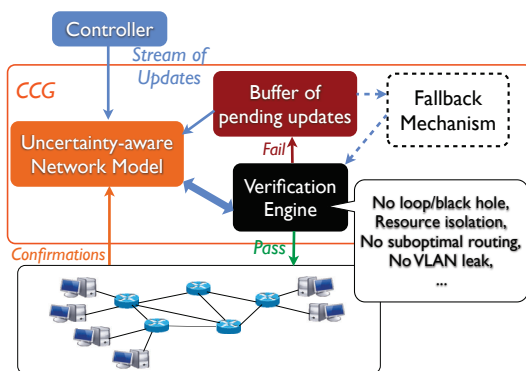 Controller
Stream of
Updates
CCG
Buffer of
pending updates
Fallback
Mechanism
Uncertainty-aware
Network Model
Fail
Verification
Engine
No loop/black hole,
Resource isolation,
No suboptimal routing,
No VLAN leak,
...
Confirmations
Pass